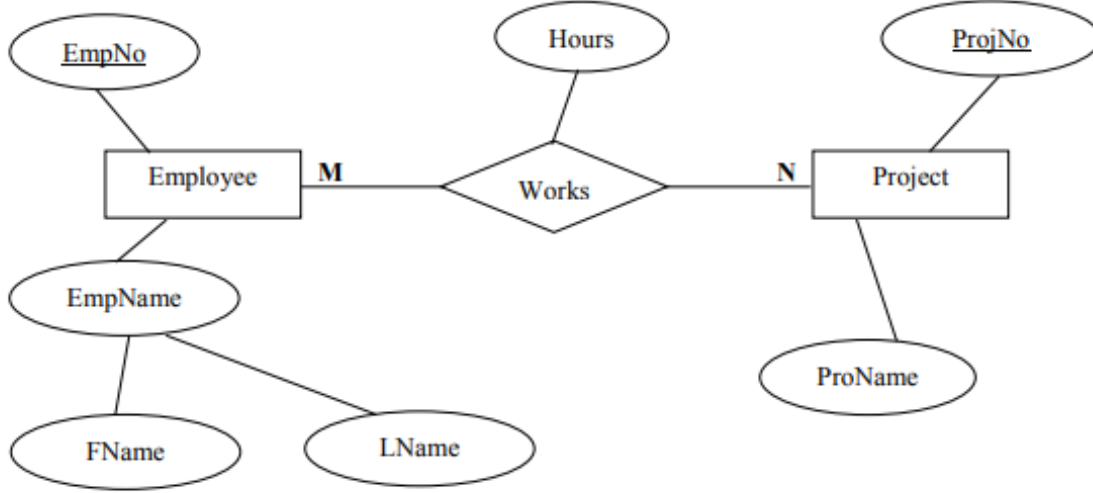 EmpNo
Hours
ProjNo
Employee
M
Works
N
Project
EmpName
ProName
FName
LName